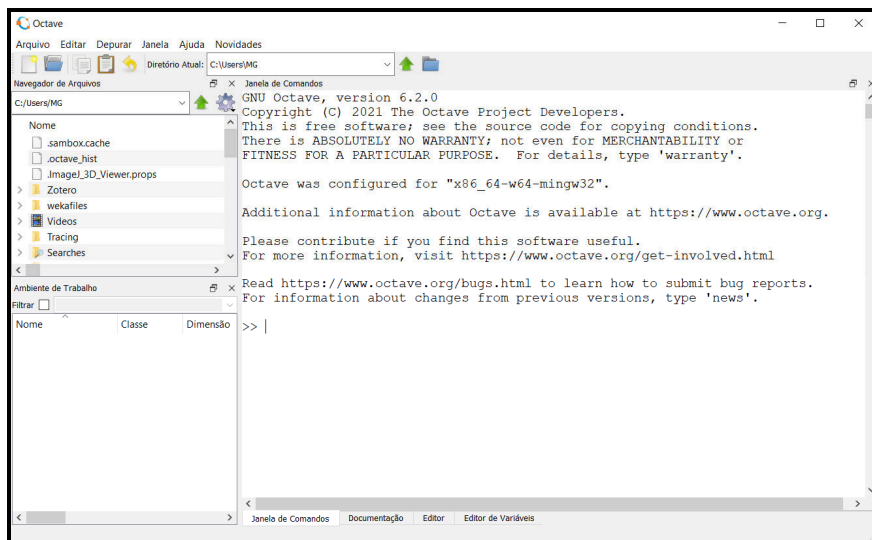 Octave
Arquivo Editar Depurar Janela Ajuda Novidades
Diretório Atual: C:\Users\MG
Navegador de Arquivos
C:/Users/MG
Nome
.sambox.cache
.octave_hist
.ImageJ_3D_Viewer.props
Zotero
wekafiles
Videos
Tracing
Searches
Ambiente de Trabalho
Filtrar
Nome Classe Dimensão
Janela de Comandos
GNU Octave, version 6.2.0
Copyright (C) 2021 The Octave Project Developers.
This is free software; see the source code for copying conditions.
There is ABSOLUTELY NO WARRANTY; not even for MERCHANTABILITY or
FITNESS FOR A PARTICULAR PURPOSE.  For details, type 'warranty'.
Octave was configured for "x86_64-w64-mingw32".
Additional information about Octave is available at https://www.octave.org.
Please contribute if you find this software useful.
For more information, visit https://www.octave.org/get-involved.html
Read https://www.octave.org/bugs.html to learn how to submit bug reports.
For information about changes from previous versions, type 'news'.
>>
Janela de Comandos Documentação Editor Editor de Variáveis